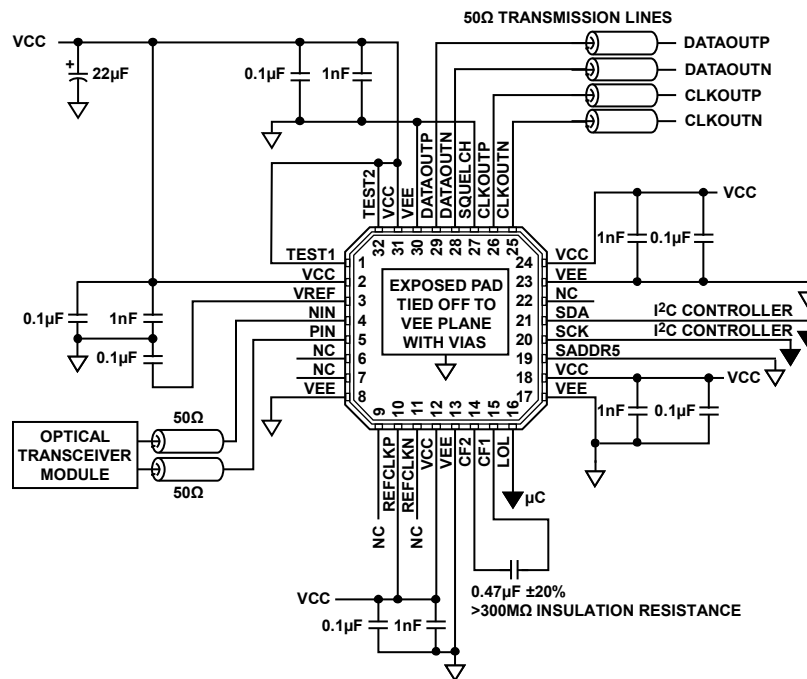 50Ω TRANSMISSION LINES
VCC
22µF
+
0.1µF
1nF
DATAOUTP
DATAOUTN
CLKOUTP
CLKOUTN
TEST2
VCC
VEE
DATAOUTP
DATAOUTN
SQUELCH
CLKOUTP
CLKOUTN
32
31
30
29
28
27
26
25
TEST1
VCC
VREF
NIN
PIN
NC
NC
VEE
1
2
3
4
5
6
7
8
0.1µF
1nF
0.1µF
EXPOSED PAD
TIED OFF TO
VEE PLANE
WITH VIAS
24
23
22
21
20
19
18
17
VCC
VEE
NC
SDA
SCK
SADDR5
VCC
VEE
VCC
1nF
0.1µF
I²C CONTROLLER
I²C CONTROLLER
VCC
1nF
0.1µF
50Ω
OPTICAL
TRANSCEIVER
MODULE
50Ω
9
10
11
12
13
14
15
16
NC
REFCLKP
REFCLKN
NC
VCC
VEE
CF2
CF1
LOL
µC
0.47µF ±20%
>300MΩ INSULATION RESISTANCE
VCC
0.1µF
1nF